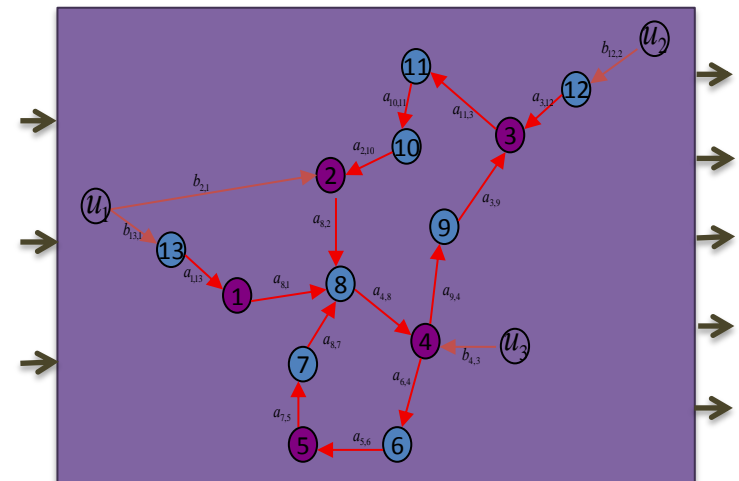 u₂
b₁₂,₂
11
12
a₁₀,₁₁
a₁₁,₃
a₃,₁₂
3
10
a₂,₁₀
2
b₂,₁
a₃,₉
u₁
a₈,₂
9
b₁₃,₁
13
a₁,₁₃
a₈,₁
8
1
a₄,₈
a₉,₄
4
b₄,₃
u₃
a₈,₇
7
a₆,₄
a₇,₅
5
a₅,₆
6